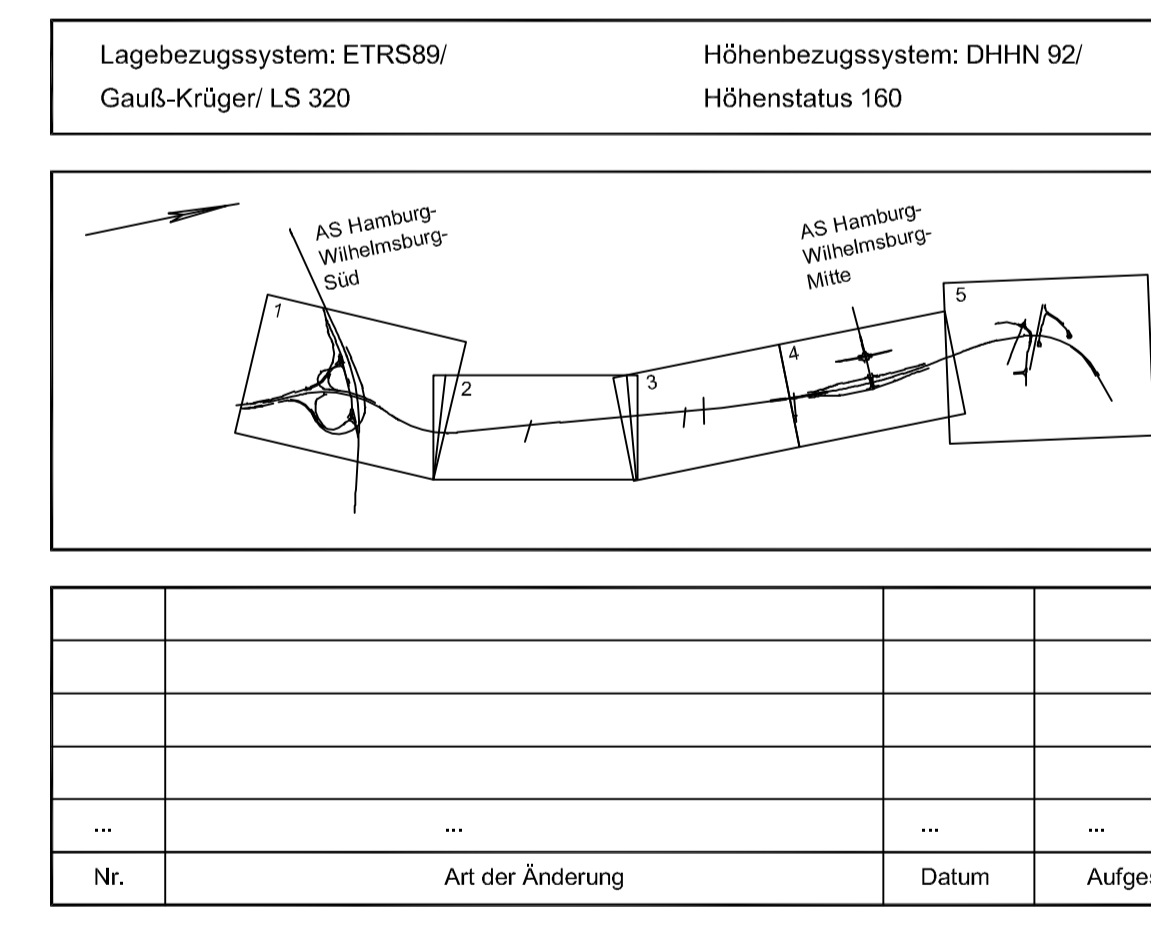 Lagebezugssystem: ETRS89/
Gauß-Krüger/ LS 320
Höhenbezugssystem: DHHN 92/
Höhenstatus 160
AS Hamburg-
Wilhelmsburg-
Süd
AS Hamburg-
Wilhelmsburg-
Mitte
1
2
3
4
5
... ... ... ...
Nr. Art der Änderung Datum Aufge